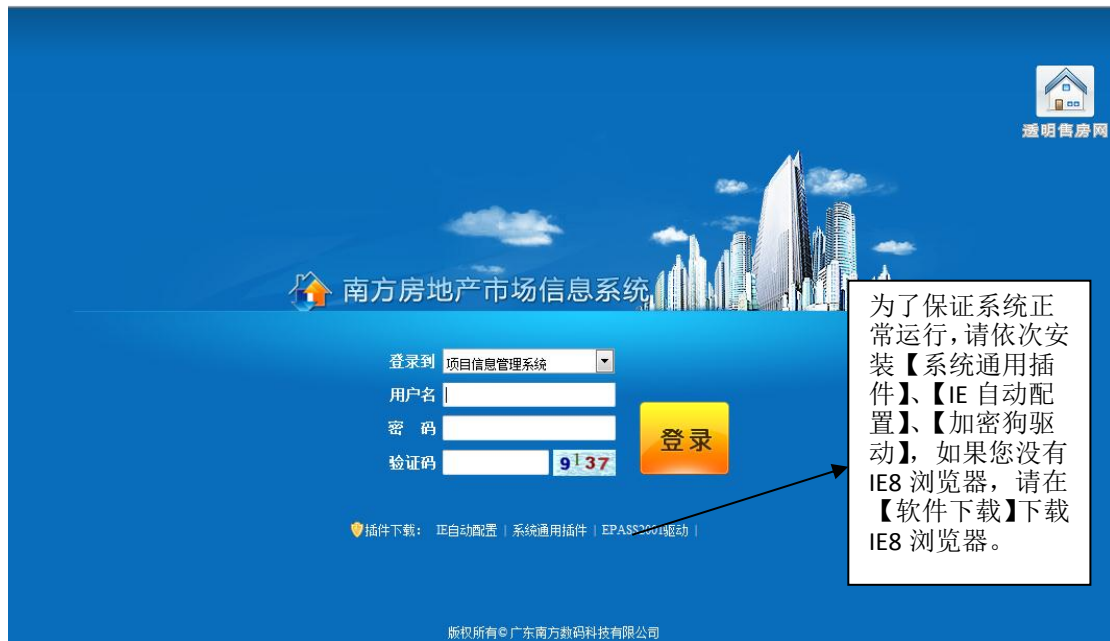 透明售房网
南方房地产市场信息系统
登录到 项目信息管理系统
用户名
密 码
验证码 9137
登录
插件下载： IE自动配置 | 系统通用插件 | EPASS2001驱动 |
为了保证系统正
常运行，请依次安
装【系统通用插
件】、【IE 自动配
置】、【加密狗驱
动】，如果您没有
IE8 浏览器，请在
【软件下载】下载
IE8 浏览器。
版权所有© 广东南方数码科技有限公司